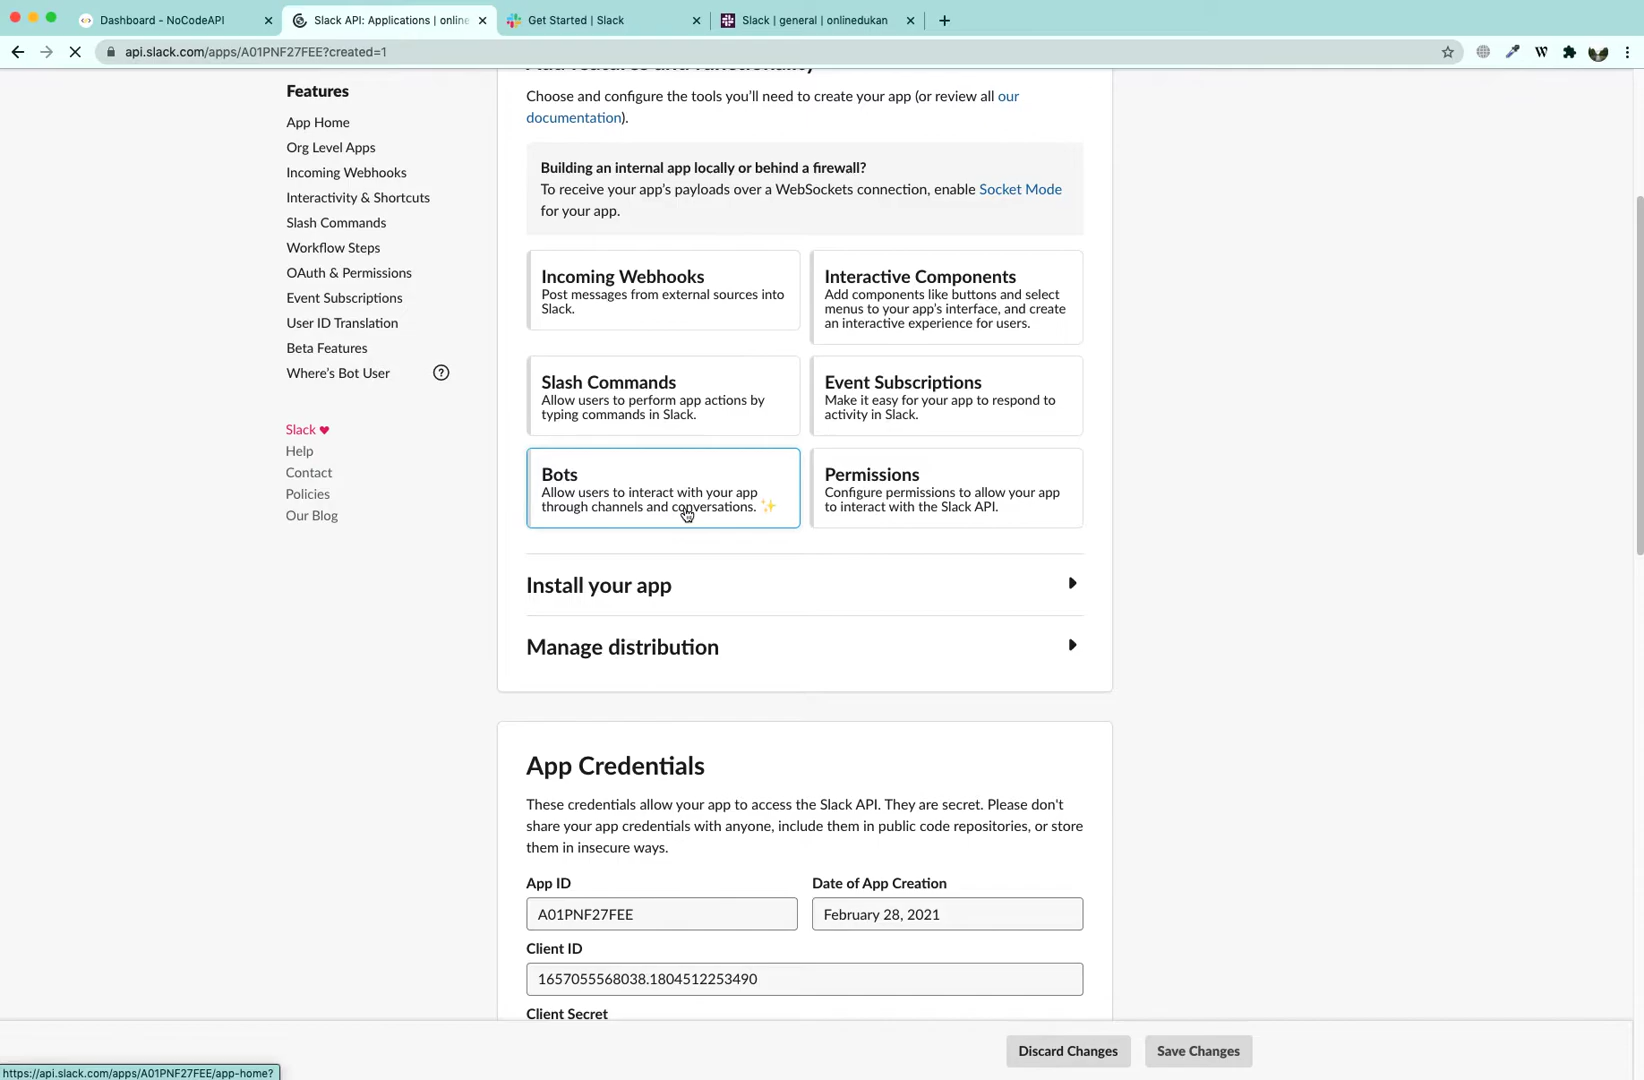 Dashboard - NoCodeAPI
Slack API: Applications | online
Get Started | Slack
Slack | general | onlinedukan
api.slack.com/apps/A01PNF27FEE?created=1
W
Features
App Home
Org Level Apps
Incoming Webhooks
Interactivity & Shortcuts
Slash Commands
Workflow Steps
OAuth & Permissions
Event Subscriptions
User ID Translation
Beta Features
Where's Bot User
?
Slack ♥
Help
Contact
Policies
Our Blog
Choose and configure the tools you'll need to create your app (or review all our
documentation).
Building an internal app locally or behind a firewall?
To receive your app's payloads over a WebSockets connection, enable Socket Mode
for your app.
Incoming Webhooks
Post messages from external sources into
Slack.
Interactive Components
Add components like buttons and select
menus to your app's interface, and create
an interactive experience for users.
Slash Commands
Allow users to perform app actions by
typing commands in Slack.
Event Subscriptions
Make it easy for your app to respond to
activity in Slack.
Bots
Allow users to interact with your app
through channels and conversations. ✨
Permissions
Configure permissions to allow your app
to interact with the Slack API.
Install your app
Manage distribution
App Credentials
These credentials allow your app to access the Slack API. They are secret. Please don't
share your app credentials with anyone, include them in public code repositories, or store
them in insecure ways.
App ID
A01PNF27FEE
Date of App Creation
February 28, 2021
Client ID
1657055568038.1804512253490
Client Secret
Discard Changes
Save Changes
https://api.slack.com/apps/A01PNF27FEE/app-home?